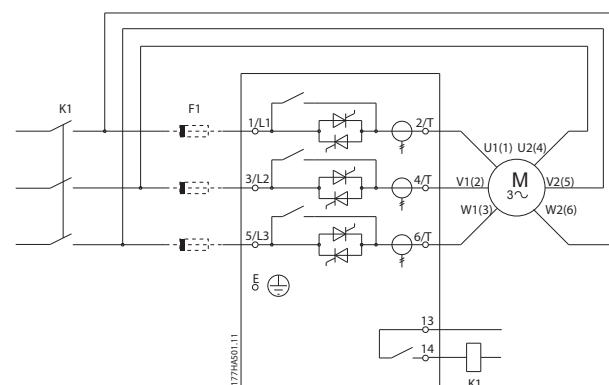 K1
F1
1/L1
2/T
U1(1) U2(4)
3/L2
4/T
V1(2)
M
3
V2(5)
W1(3)
W2(6)
5/L3
6/T
E
13
14
K1
177HA501.11